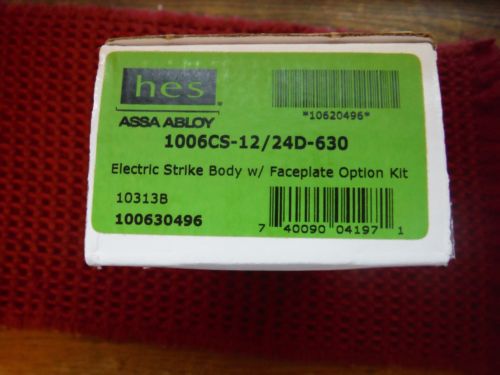 hes
ASSA ABLOY
*10620496*
1006CS-12/24D-630
Electric Strike Body w/ Faceplate Option Kit
10313B
100630496
7 40090 04197 1